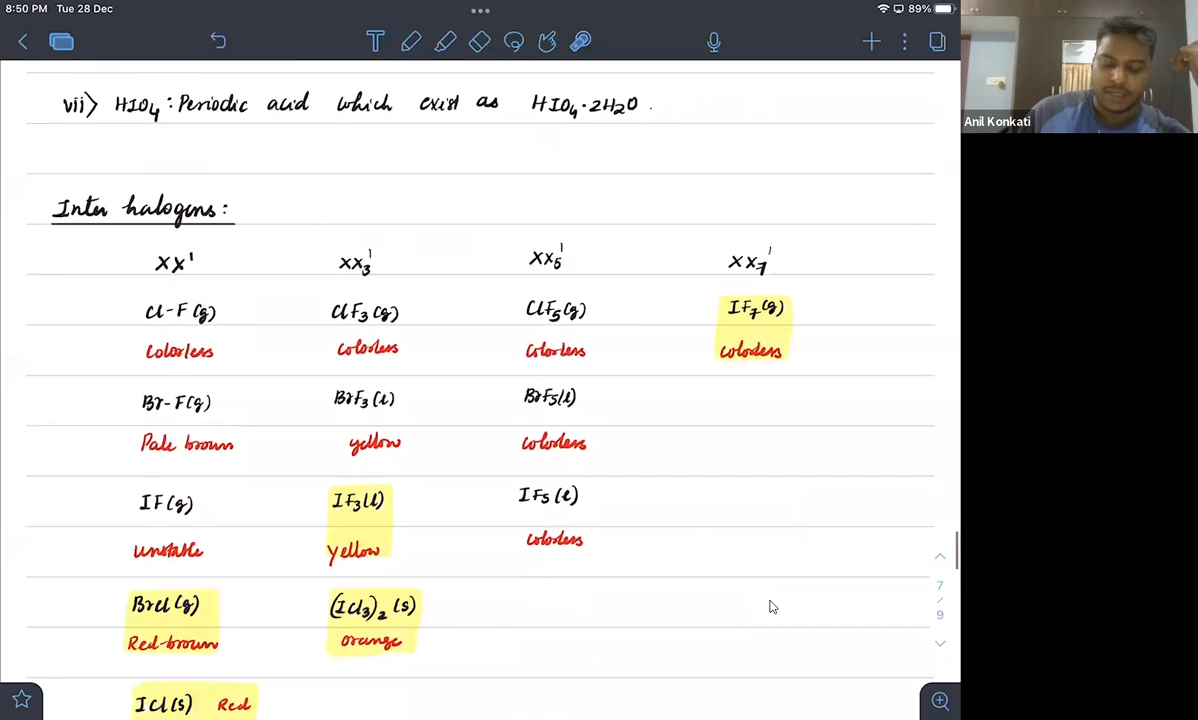 8:50 PM Tue 28 Dec
89%
vii) HIO4 : Periodic acid which exist as HIO4·2H2O.
Inter halogens:
XX' XX3' XX5' XX7'
Cl-F(g) ClF3(g) ClF5(g) IF7(g)
Colorless Colorless Colorless colorless
Br-F(g) BrF3(l) BrF5(l)
Pale brown yellow colorless
IF(g) IF3(l) IF5(l)
unstable yellow colorless
BrCl(g) (ICl3)2(s)
Red-brown orange
ICl(s) Red
7
/
9
Anil Konkati